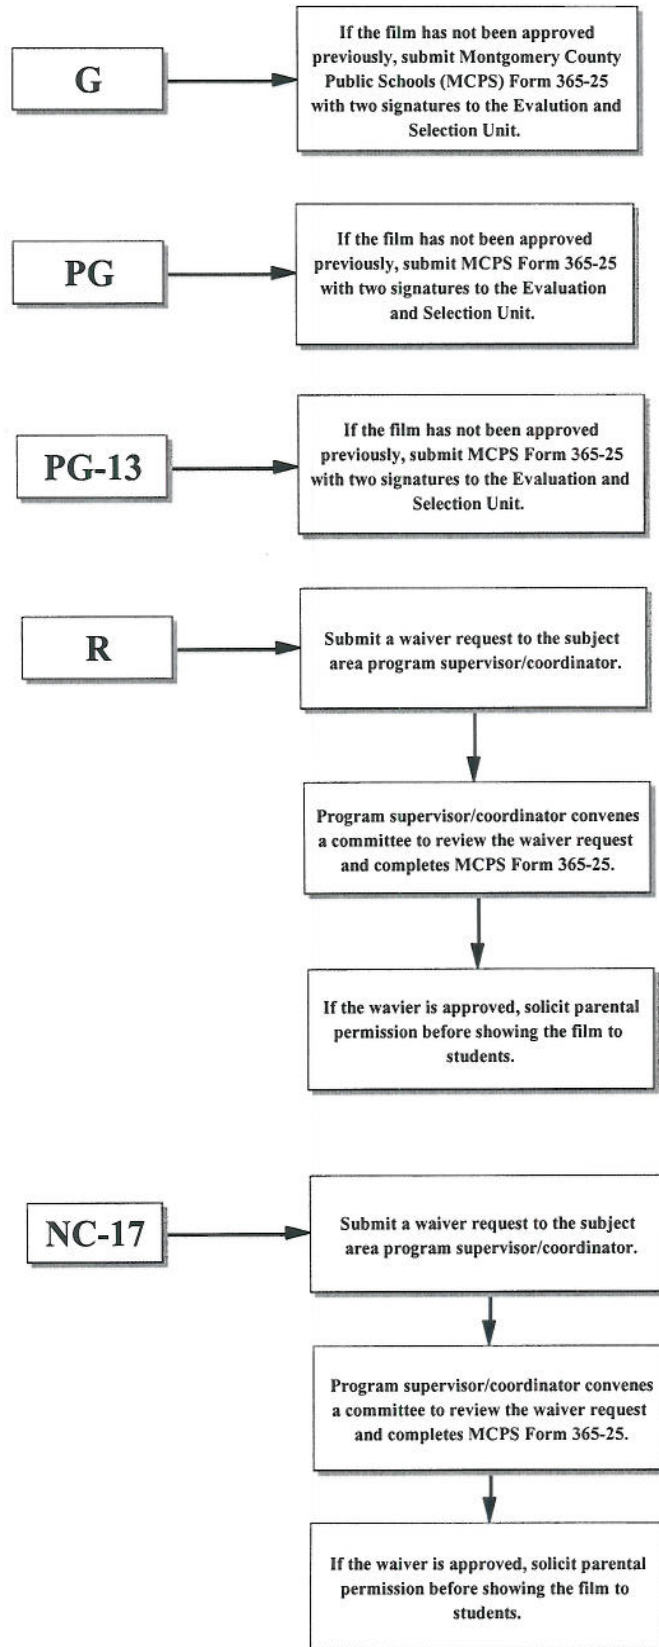 G
If the film has not been approved
previously, submit Montgomery County
Public Schools (MCPS) Form 365-25
with two signatures to the Evalution and
Selection Unit.
PG
If the film has not been approved
previously, submit MCPS Form 365-25
with two signatures to the Evaluation
and Selection Unit.
PG-13
If the film has not been approved
previously, submit MCPS Form 365-25
with two signatures to the Evaluation and
Selection Unit.
R
Submit a waiver request to the subject
area program supervisor/coordinator.
Program supervisor/coordinator convenes
a committee to review the waiver request
and completes MCPS Form 365-25.
If the wavier is approved, solicit parental
permission before showing the film to
students.
NC-17
Submit a waiver request to the subject
area program supervisor/coordinator.
Program supervisor/coordinator convenes
a committee to review the waiver request
and completes MCPS Form 365-25.
If the waiver is approved, solicit parental
permission before showing the film to
students.